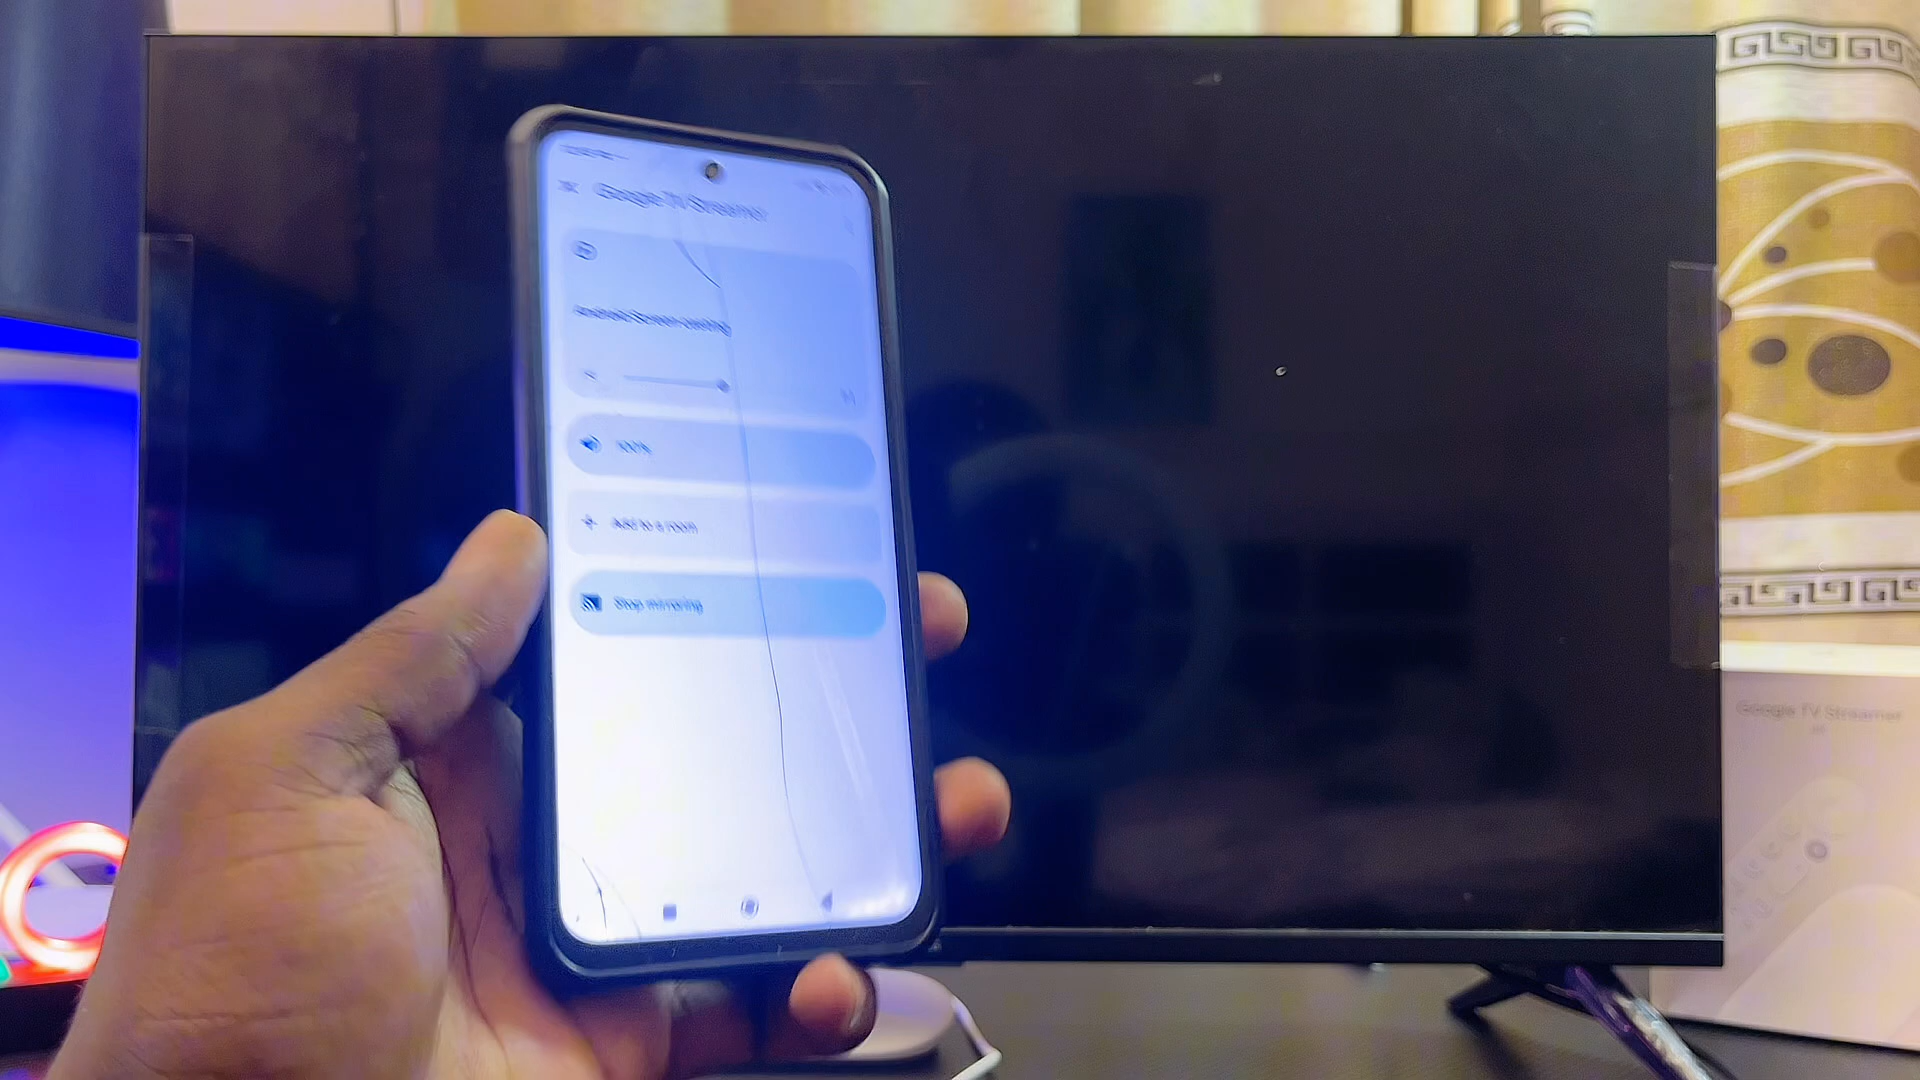 Google TV Streamer
Android Screen casting
100%
Add to a room
Stop mirroring
Google TV Streamer